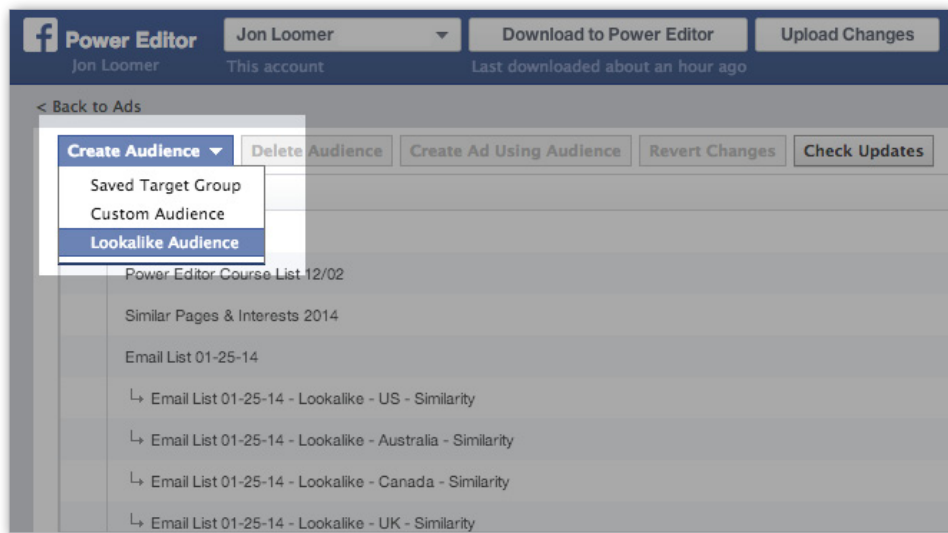 Power Editor
Jon Loomer
Download to Power Editor
Upload Changes
Jon Loomer
This account
Last downloaded about an hour ago
< Back to Ads
Create Audience
Delete Audience
Create Ad Using Audience
Revert Changes
Check Updates
Saved Target Group
Custom Audience
Lookalike Audience
Power Editor Course List 12/02
Similar Pages & Interests 2014
Email List 01-25-14
Email List 01-25-14 - Lookalike - US - Similarity
Email List 01-25-14 - Lookalike - Australia - Similarity
Email List 01-25-14 - Lookalike - Canada - Similarity
Email List 01-25-14 - Lookalike - UK - Similarity